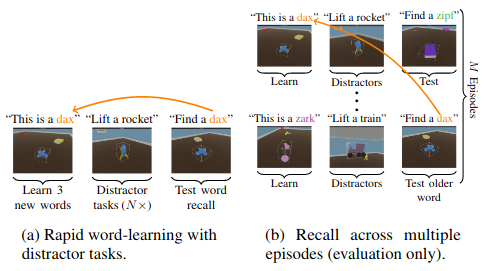 "This is a dax" "Lift a rocket" "Find a dax"
Learn 3
new words
Distractor
tasks (N×)
Test word
recall
(a) Rapid word-learning with
distractor tasks.
"This is a dax" "Lift a rocket" "Find a zipf"
Learn
Distractors
Test
"This is a zark" "Lift a train" "Find a dax"
Learn
Distractors
Test older
word
M Episodes
(b) Recall across multiple
episodes (evaluation only).